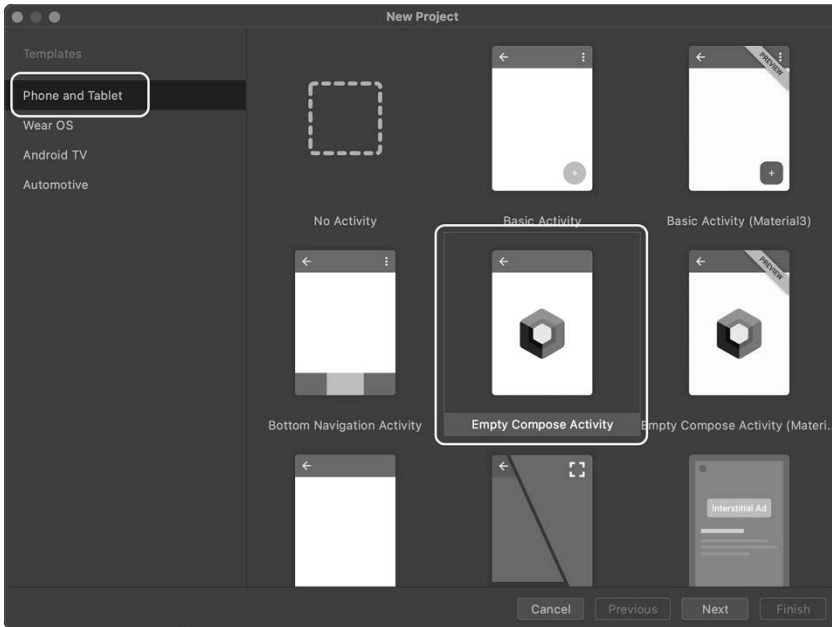 New Project
Templates
Phone and Tablet
Wear OS
Android TV
Automotive
PREVIEW
No Activity
Basic Activity
Basic Activity (Material3)
PREVIEW
Bottom Navigation Activity
Empty Compose Activity
Empty Compose Activity (Materi...
Interstitial Ad
Cancel
Previous
Next
Finish